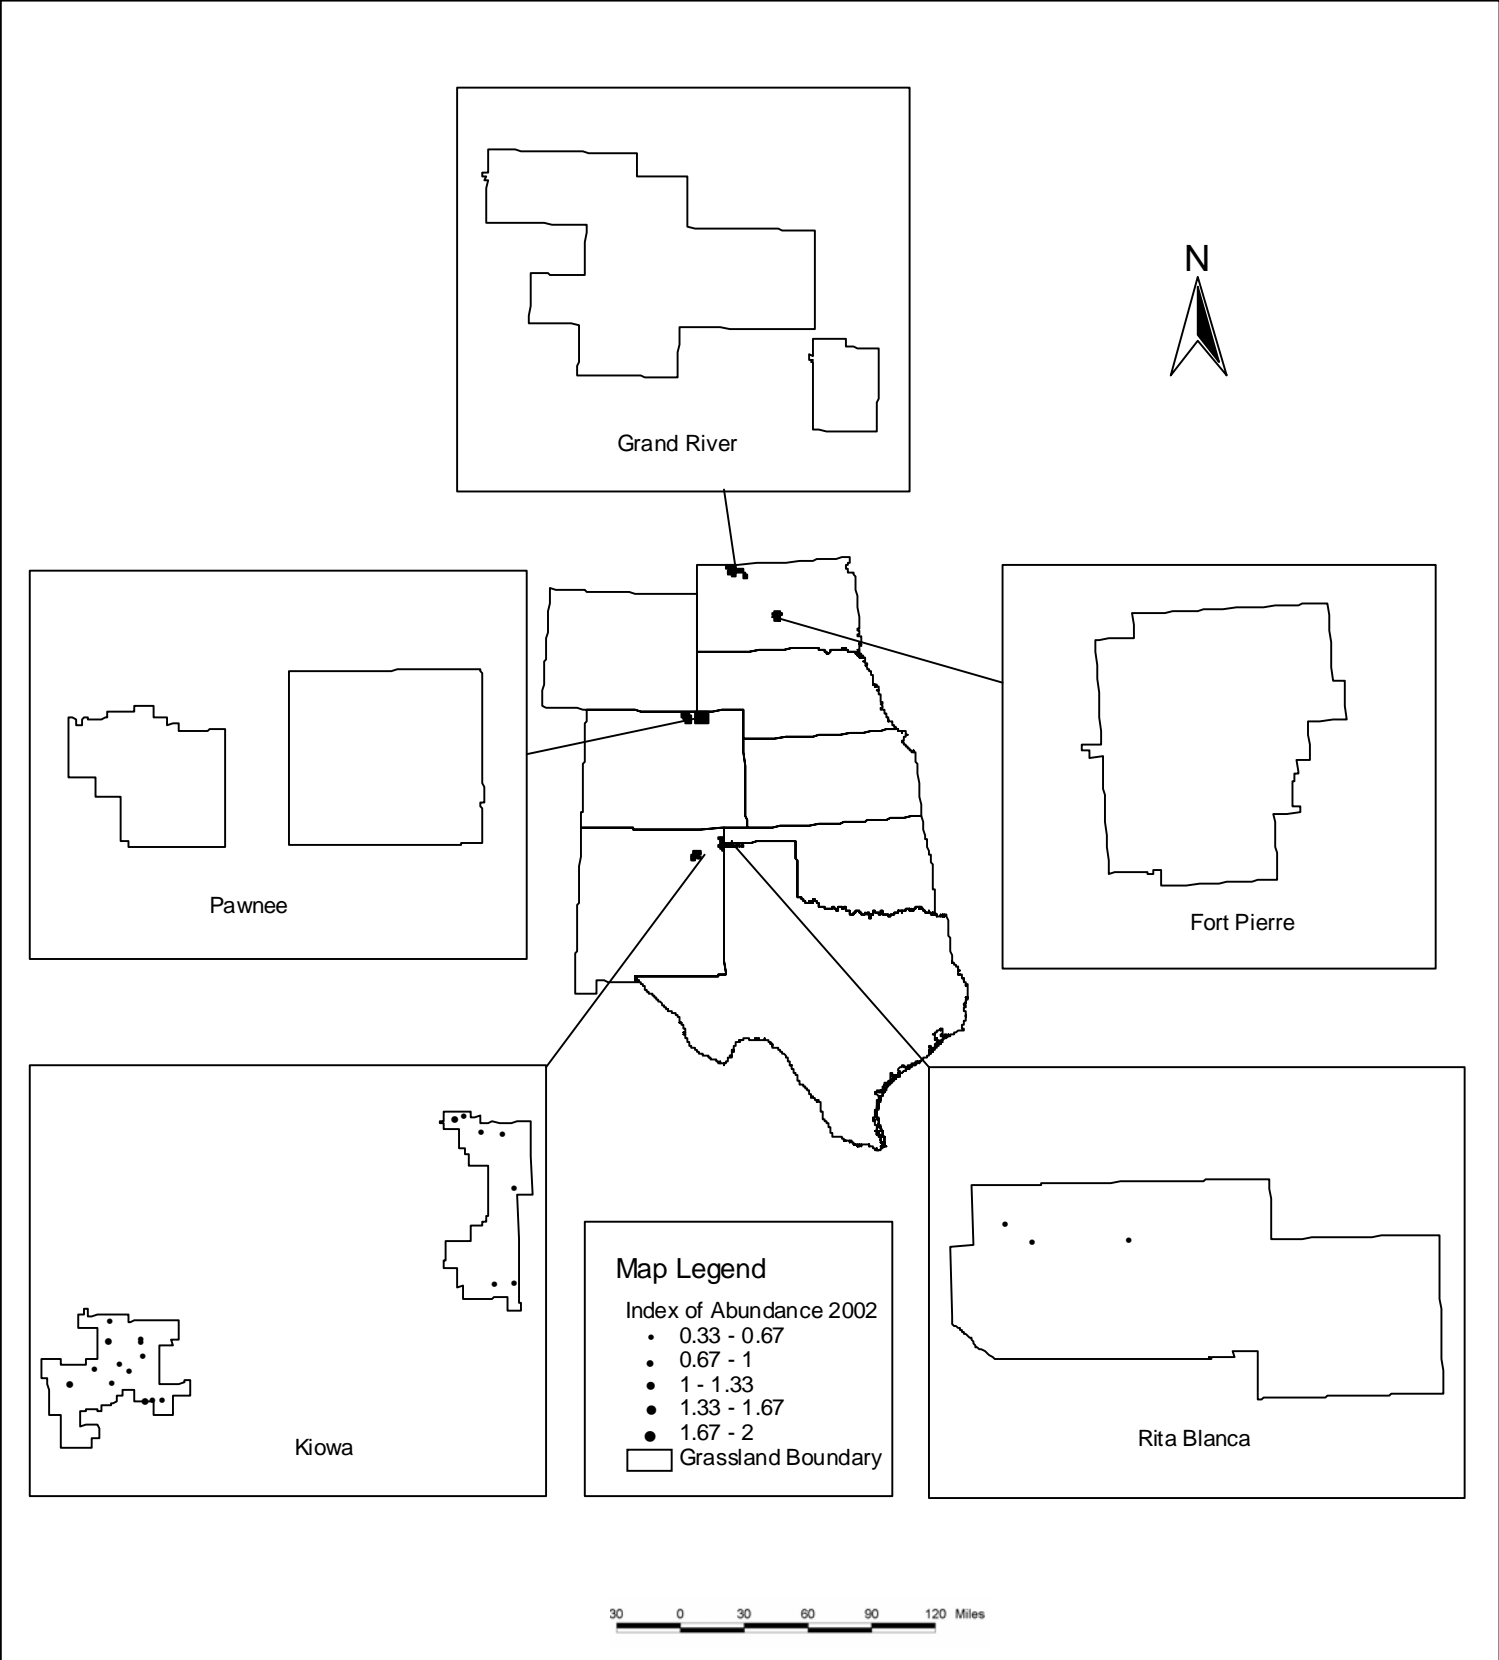 Grand River
N
Pawnee
Fort Pierre
Kiowa
Rita Blanca
Map Legend
Index of Abundance 2002
0.33 - 0.67
0.67 - 1
1 - 1.33
1.33 - 1.67
1.67 - 2
Grassland Boundary
30 0 30 60 90 120 Miles